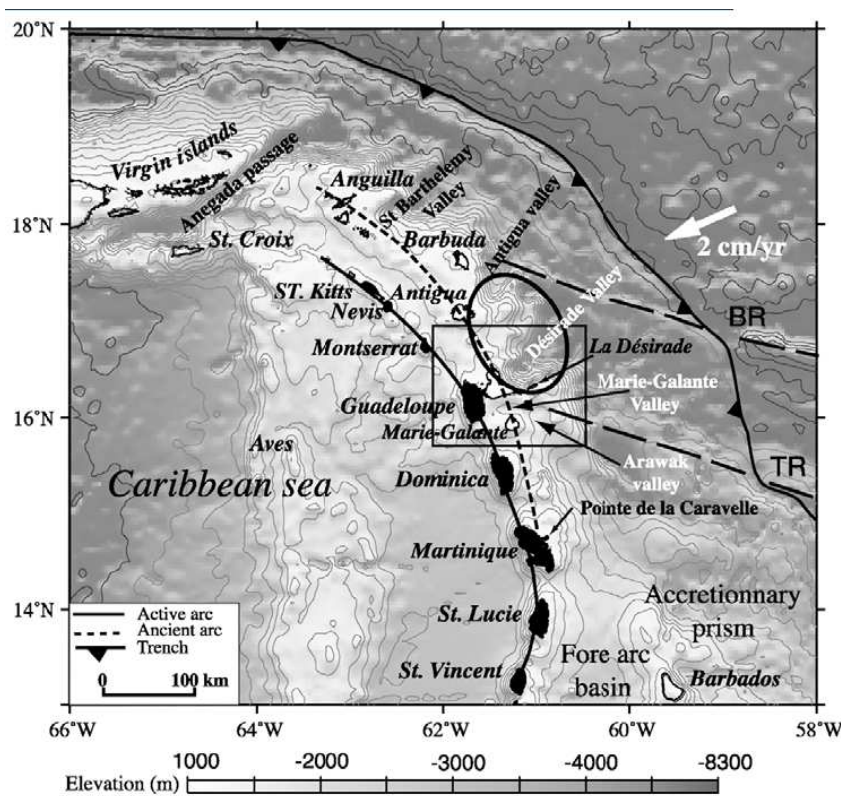 20°N
18°N
16°N
14°N
66°W
64°W
62°W
60°W
58°W
Virgin islands
Anegada passage
St. Croix
Anguilla
St Barthelemy
Valley
Barbuda
Antigna valley
2 cm/yr
ST. Kitts
Nevis
Antigua
Désirade Valley
BR
Montserrat
La Désirade
Marie-Galante
Valley
Guadeloupe
Marie-Galante
Aves
Arawak
valley
TR
Caribbean sea
Dominica
Pointe de la Caravelle
Martinique
St. Lucie
Accretionnary
prism
Fore arc
basin
St. Vincent
Barbados
Active arc
Ancient arc
Trench
0 100 km
1000 -2000 -3000 -4000 -8300
Elevation (m)